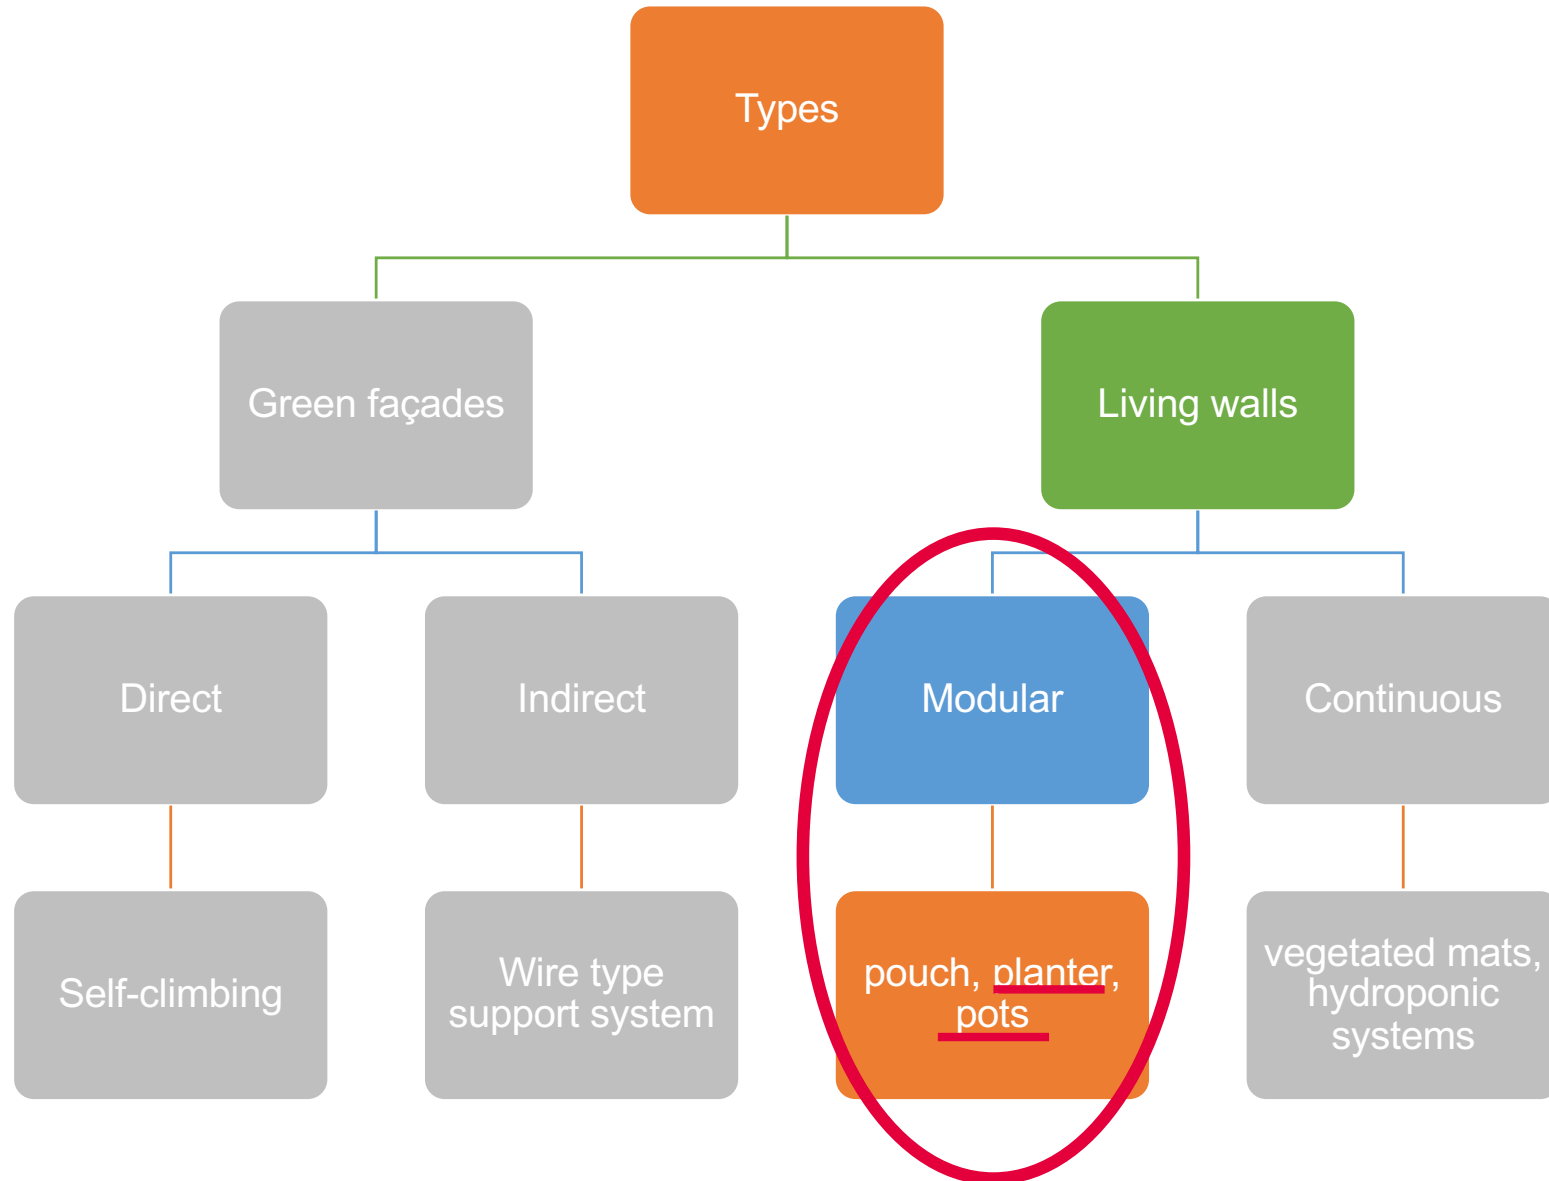 Types
Green façades
Living walls
Direct
Indirect
Modular
Continuous
Self-climbing
Wire type
support system
pouch, planter,
pots
vegetated mats,
hydroponic
systems